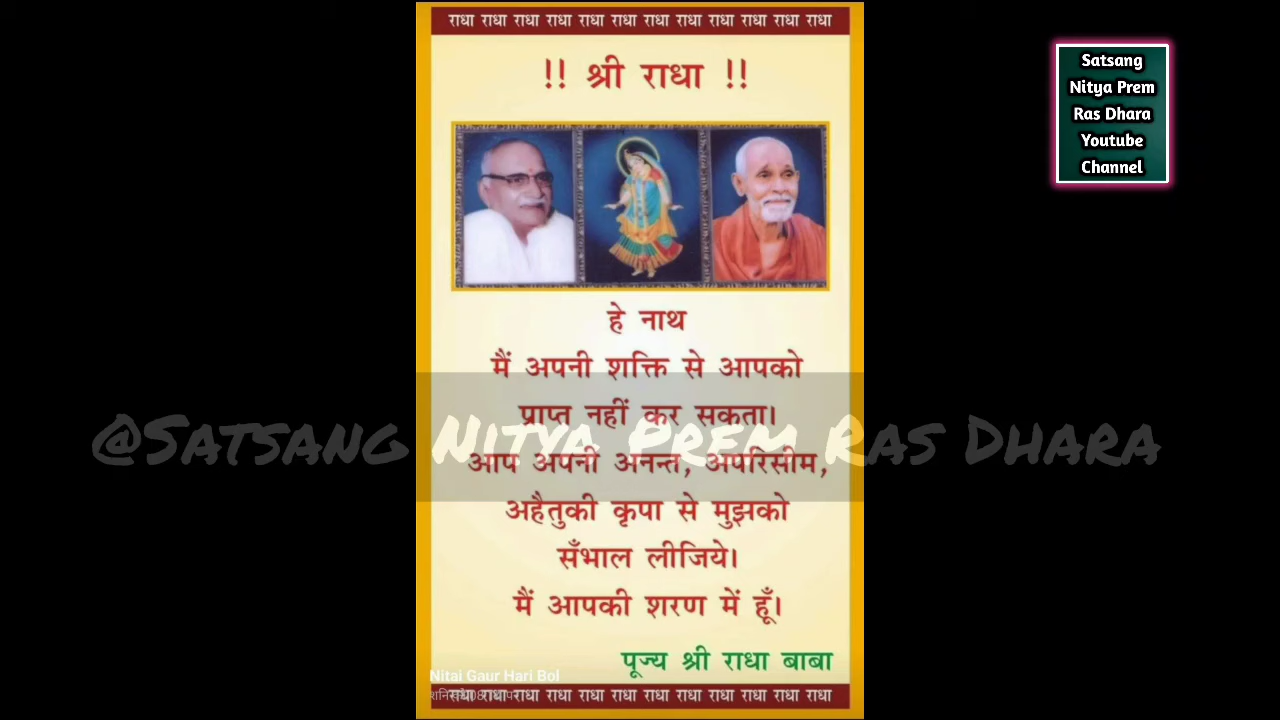 राधा राधा राधा राधा राधा राधा राधा राधा राधा राधा राधा राधा
!! श्री राधा !!
हे नाथ
मैं अपनी शक्ति से आपको
प्राप्त नहीं कर सकता।
आप अपनी अनन्त, अपरिसीम,
अहैतुकी कृपा से मुझको
सँभाल लीजिये।
मैं आपकी शरण में हूँ।
पूज्य श्री राधा बाबा
राधा राधा राधा राधा राधा राधा राधा राधा राधा राधा राधा राधा
Nitai Gaur Hari Bol
@Satsang Nitya Prem Ras Dhara
Satsang
Nitya Prem
Ras Dhara
Youtube
Channel